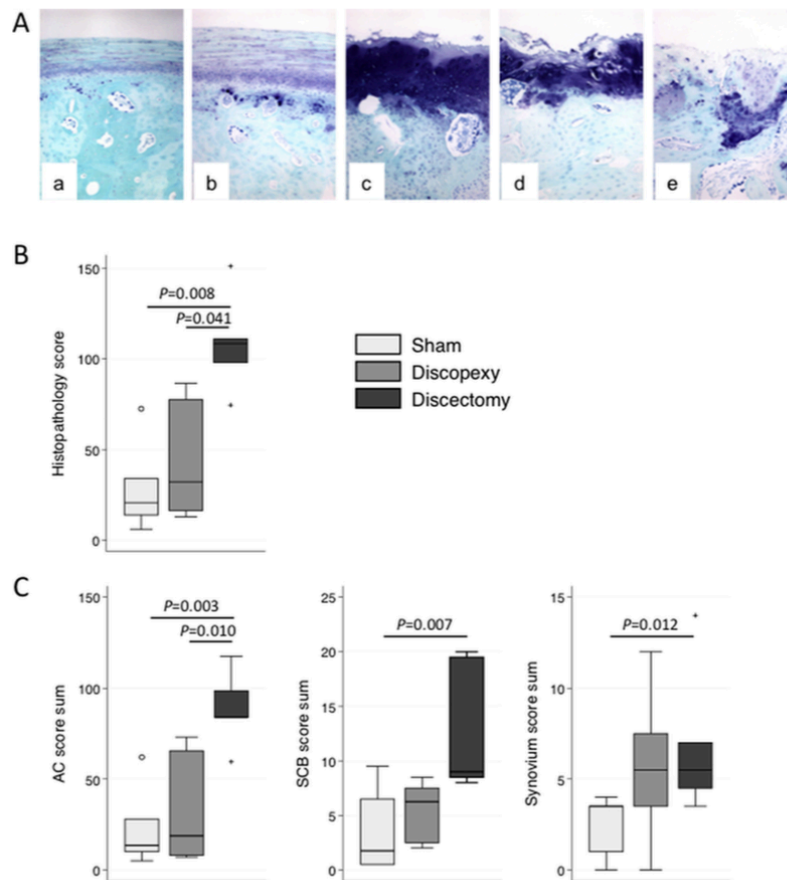 A
a
b
c
d
e
B
Histopathology score
150
100
50
0
P=0.008
P=0.041
Sham
Discopexy
Discectomy
C
AC score sum
150
100
50
0
P=0.003
P=0.010
SCB score sum
25
20
15
10
5
0
P=0.007
Synovium score sum
15
10
5
0
P=0.012